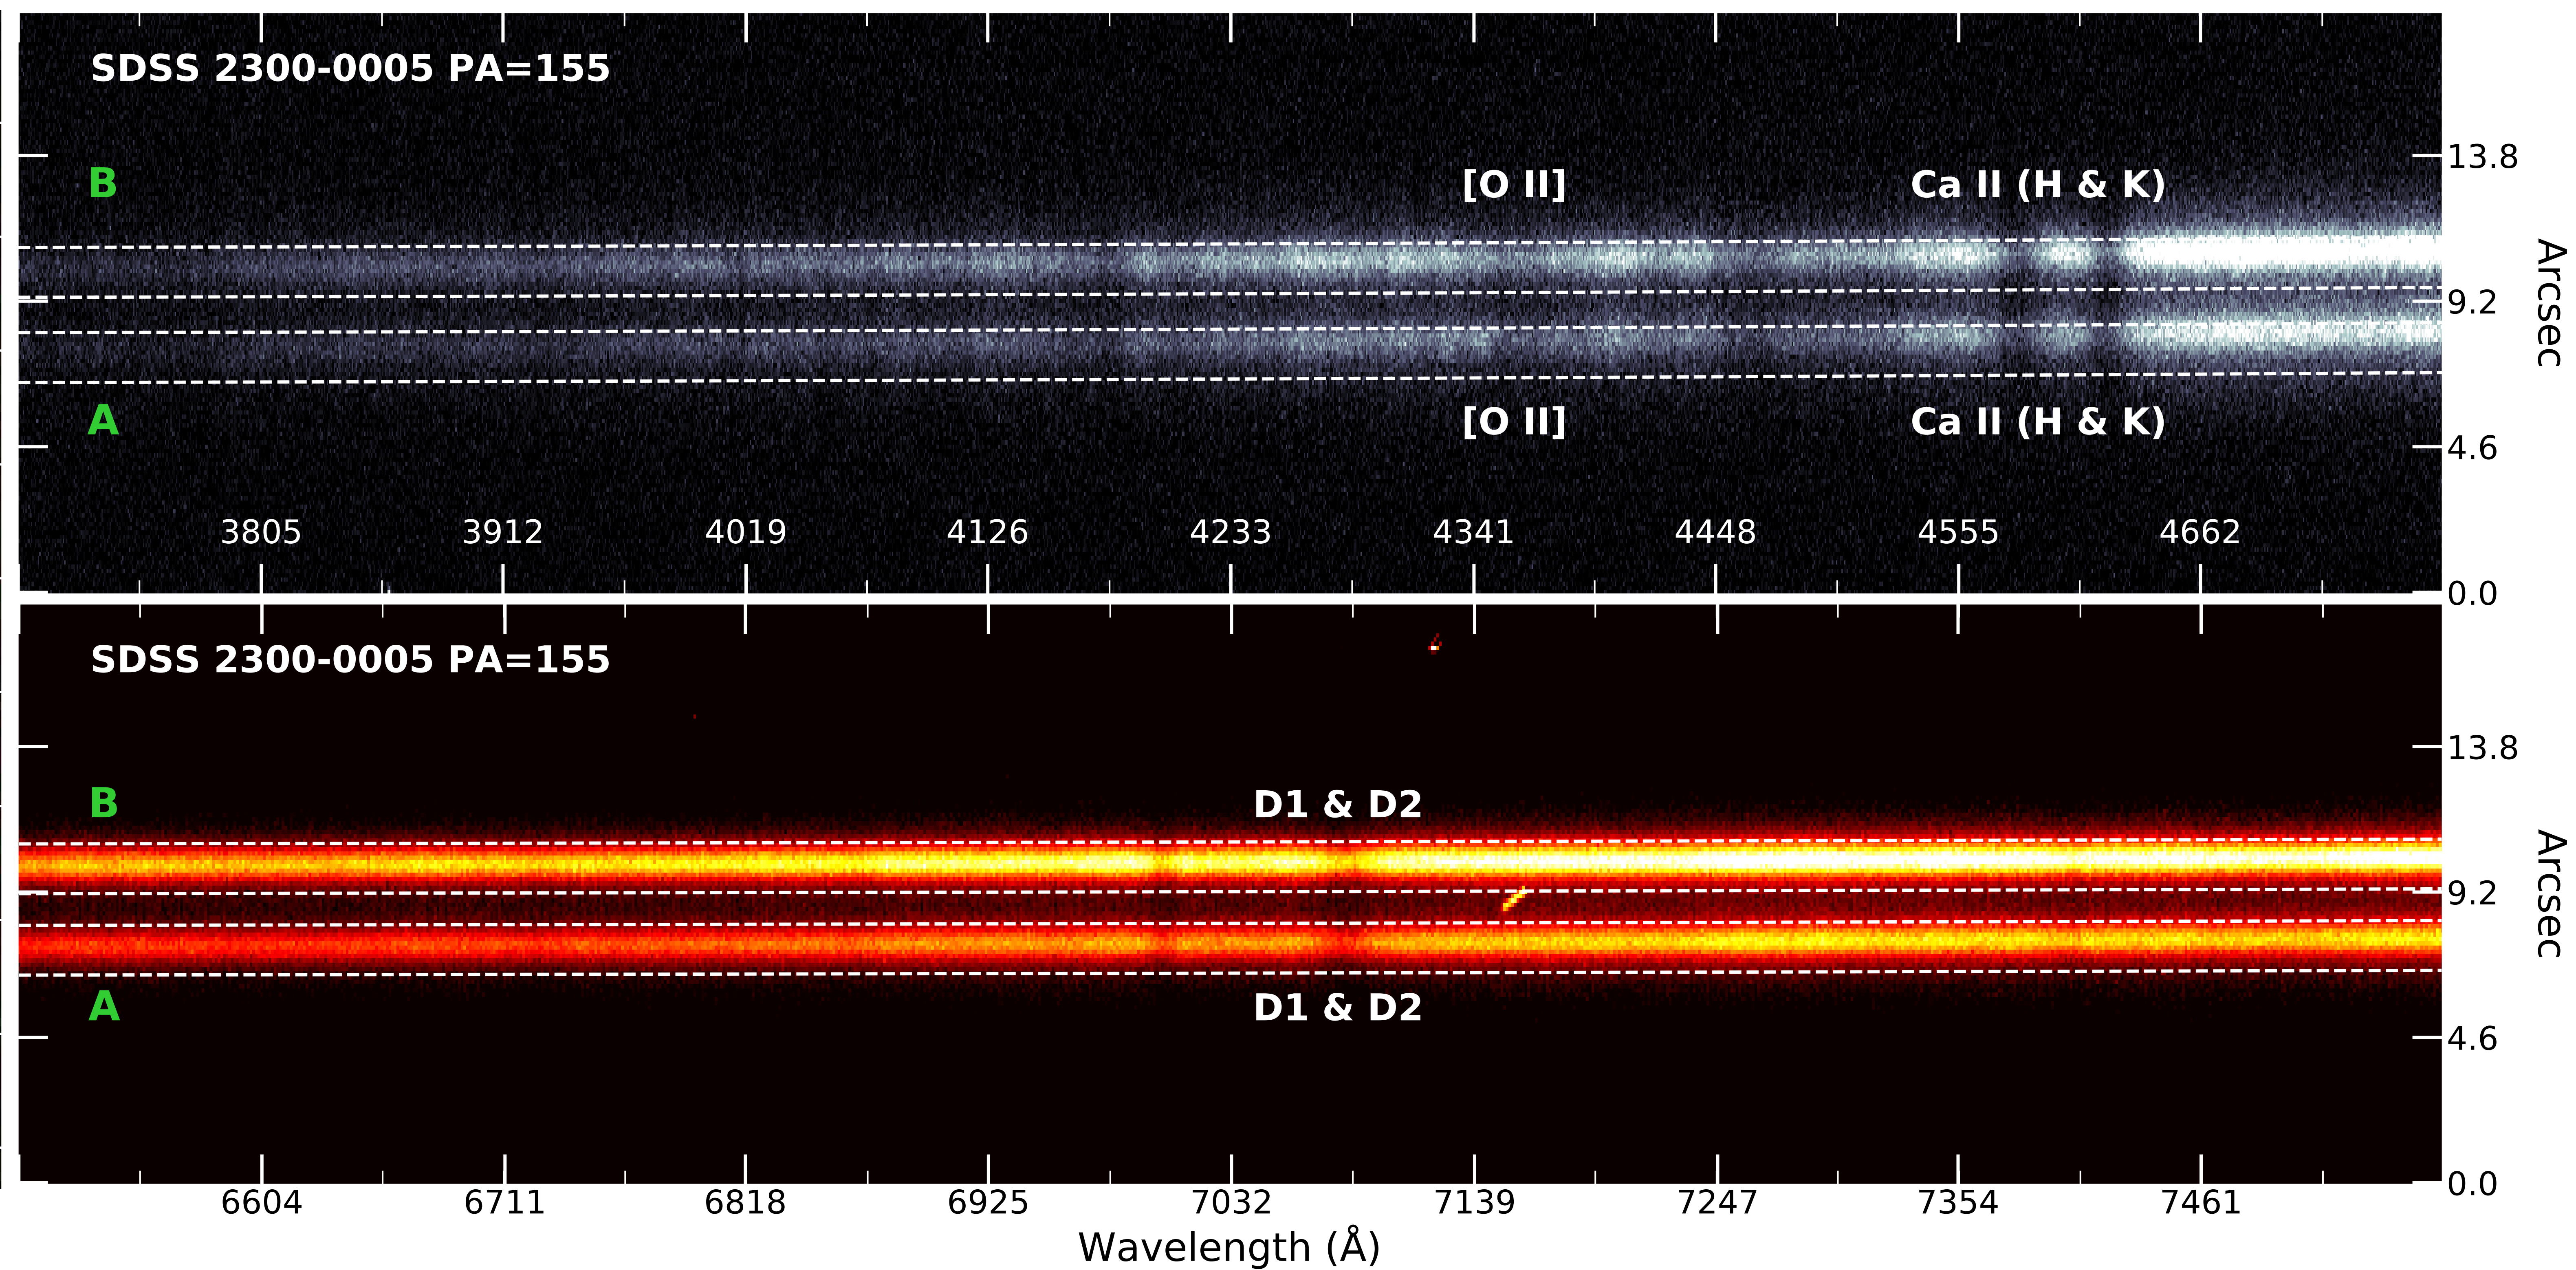 SDSS 2300-0005 PA=155
13.8
B
[O II]
Ca II (H & K)
9.2
Arcsec
A
[O II]
Ca II (H & K)
4.6
3805 3912 4019 4126 4233 4341 4448 4555 4662
0.0
SDSS 2300-0005 PA=155
13.8
B
D1 & D2
9.2
Arcsec
A
D1 & D2
4.6
0.0
6604 6711 6818 6925 7032 7139 7247 7354 7461
Wavelength (Å)